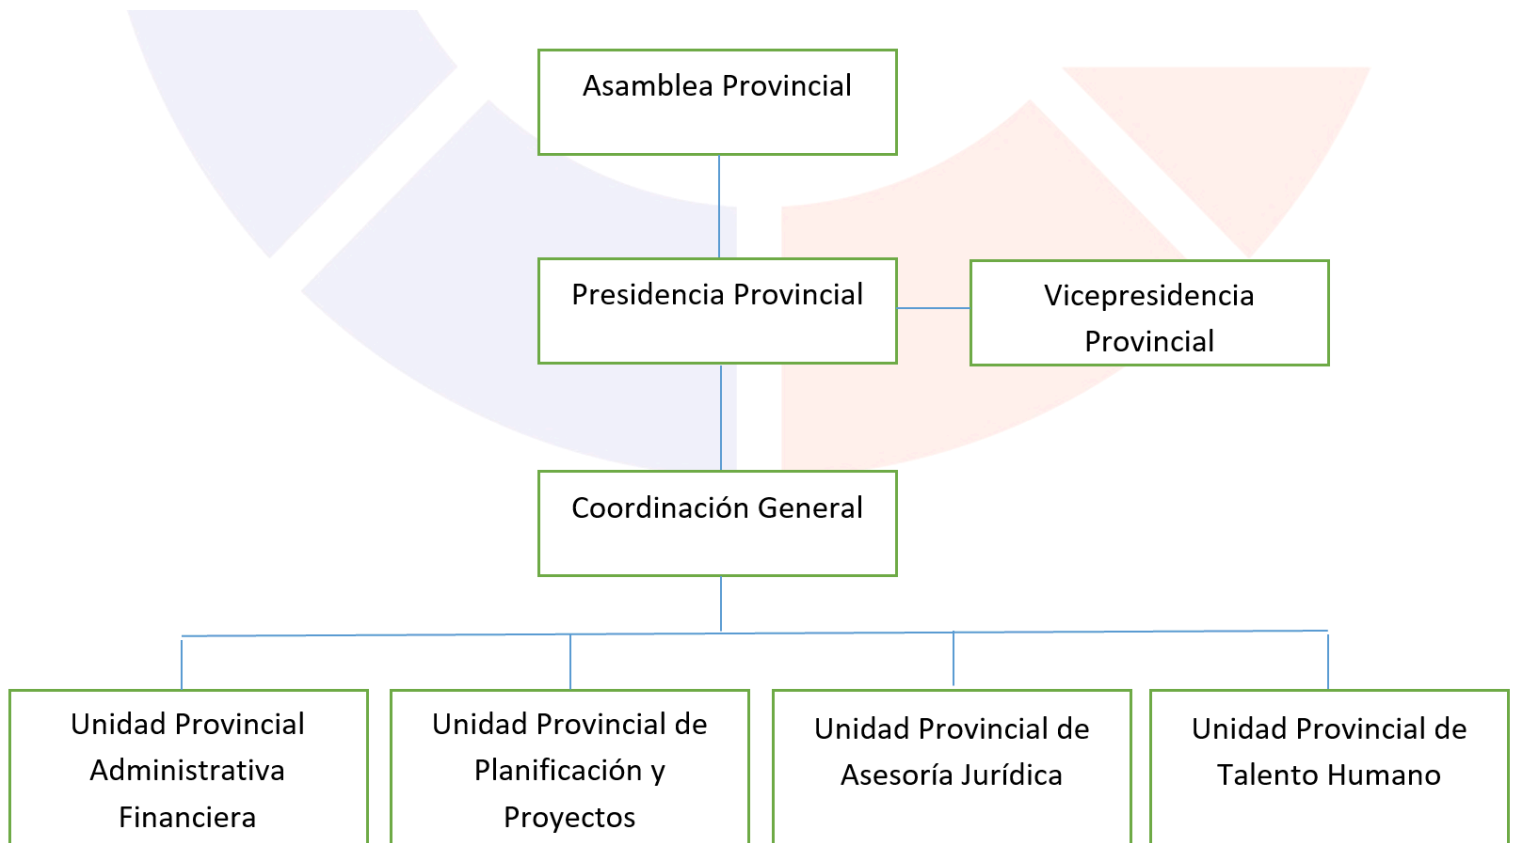 Asamblea Provincial
Presidencia Provincial
Vicepresidencia
Provincial
Coordinación General
Unidad Provincial
Administrativa
Financiera
Unidad Provincial de
Planificación y
Proyectos
Unidad Provincial de
Asesoría Jurídica
Unidad Provincial de
Talento Humano